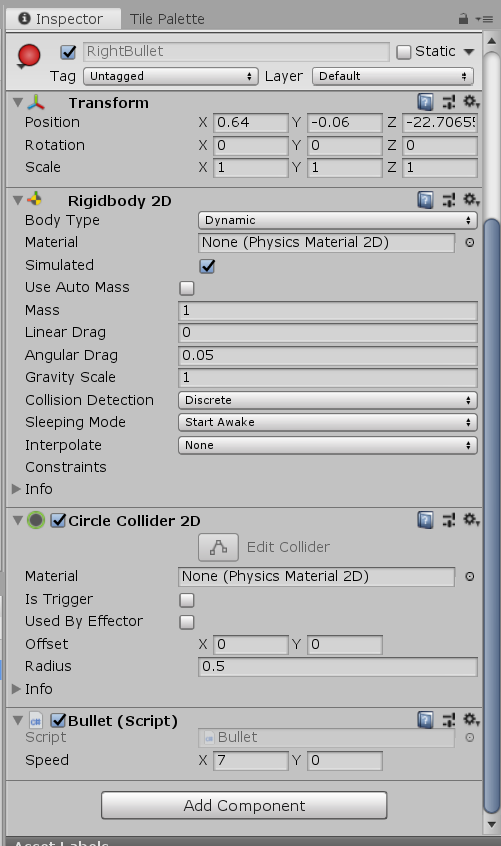 Inspector Tile Palette
RightBullet Static
Tag Untagged Layer Default
Transform
Position X 0.64 Y -0.06 Z -22.7065
Rotation X 0 Y 0 Z 0
Scale X 1 Y 1 Z 1
Rigidbody 2D
Body Type Dynamic
Material None (Physics Material 2D)
Simulated
Use Auto Mass
Mass 1
Linear Drag 0
Angular Drag 0.05
Gravity Scale 1
Collision Detection Discrete
Sleeping Mode Start Awake
Interpolate None
Constraints
Info
Circle Collider 2D
Edit Collider
Material None (Physics Material 2D)
Is Trigger
Used By Effector
Offset X 0 Y 0
Radius 0.5
Info
Bullet (Script)
Script Bullet
Speed X 7 Y 0
Add Component
Asset Labels